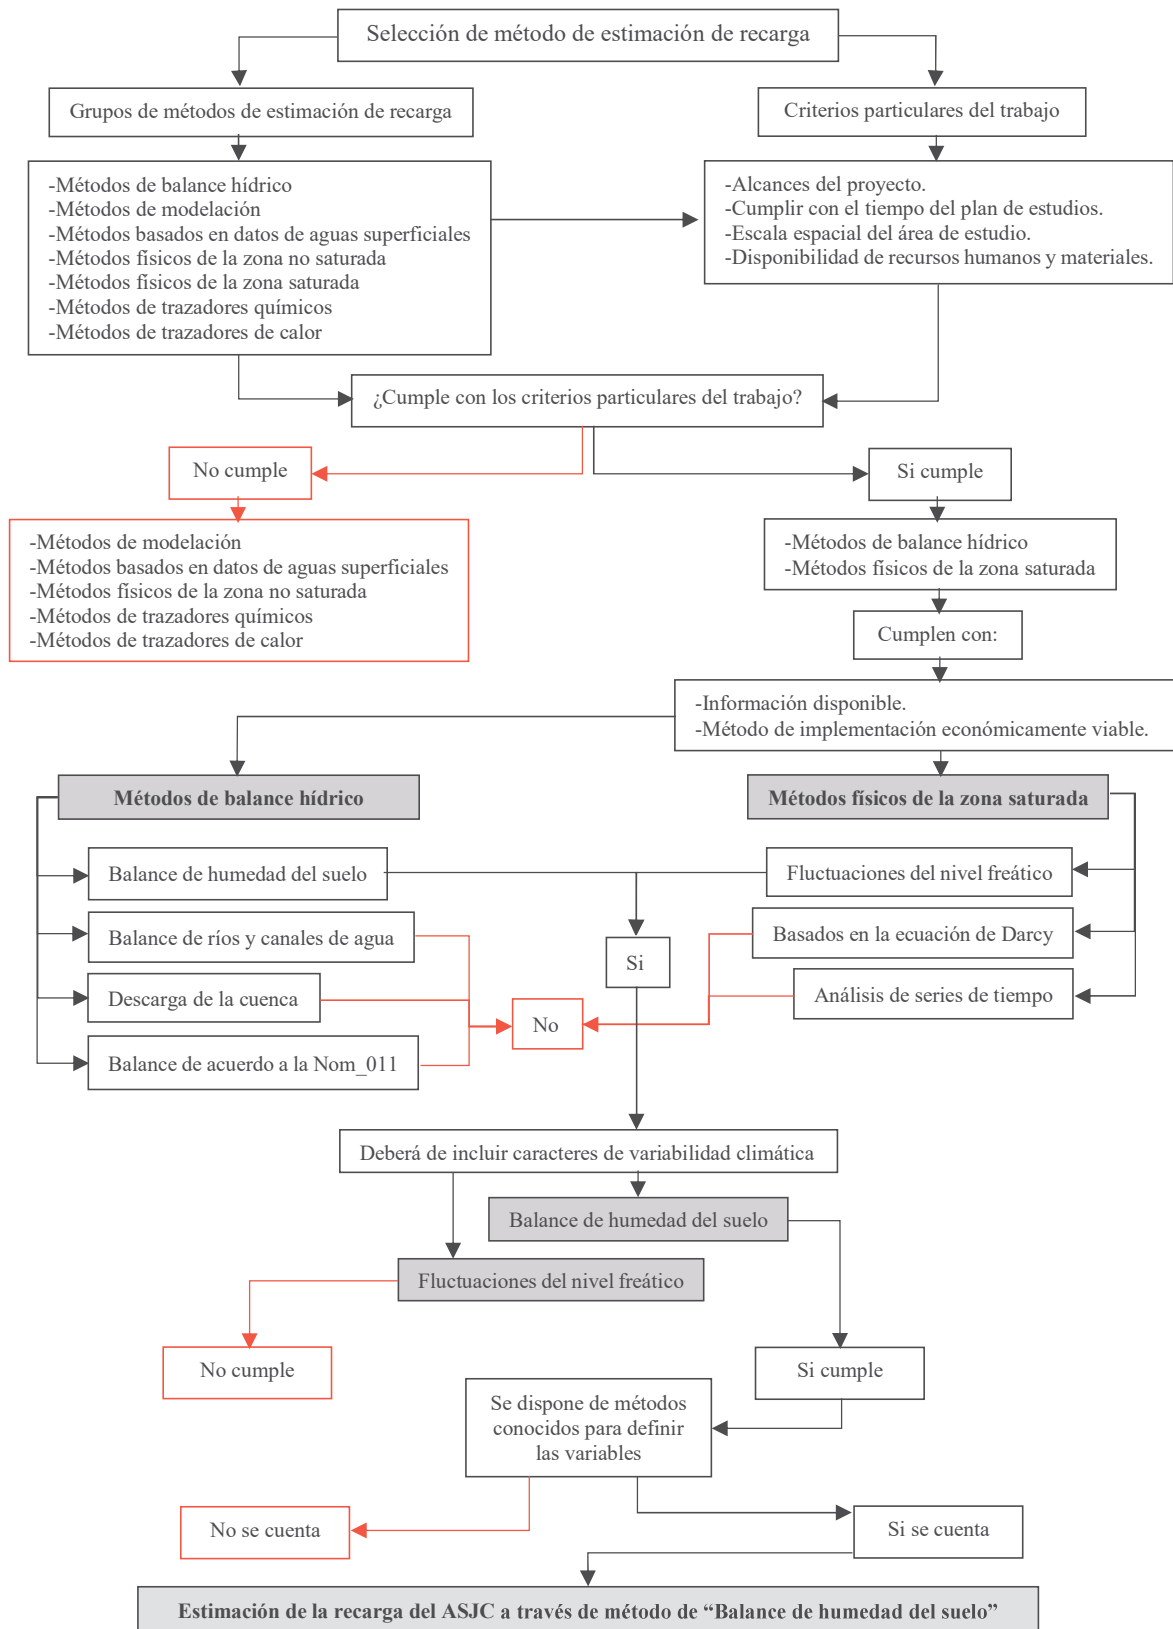 Selección de método de estimación de recarga
Grupos de métodos de estimación de recarga
Criterios particulares del trabajo
-Métodos de balance hídrico
-Métodos de modelación
-Métodos basados en datos de aguas superficiales
-Métodos físicos de la zona no saturada
-Métodos físicos de la zona saturada
-Métodos de trazadores químicos
-Métodos de trazadores de calor
-Alcances del proyecto.
-Cumplir con el tiempo del plan de estudios.
-Escala espacial del área de estudio.
-Disponibilidad de recursos humanos y materiales.
¿Cumple con los criterios particulares del trabajo?
No cumple
Si cumple
-Métodos de modelación
-Métodos basados en datos de aguas superficiales
-Métodos físicos de la zona no saturada
-Métodos de trazadores químicos
-Métodos de trazadores de calor
-Métodos de balance hídrico
-Métodos físicos de la zona saturada
Cumplen con:
-Información disponible.
-Método de implementación económicamente viable.
Métodos de balance hídrico
Métodos físicos de la zona saturada
Balance de humedad del suelo
Fluctuaciones del nivel freático
Balance de ríos y canales de agua
Basados en la ecuación de Darcy
Si
Descarga de la cuenca
Análisis de series de tiempo
No
Balance de acuerdo a la Nom_011
Deberá de incluir caracteres de variabilidad climática
Balance de humedad del suelo
Fluctuaciones del nivel freático
No cumple
Si cumple
Se dispone de métodos
conocidos para definir
las variables
No se cuenta
Si se cuenta
Estimación de la recarga del ASJC a través de método de “Balance de humedad del suelo”